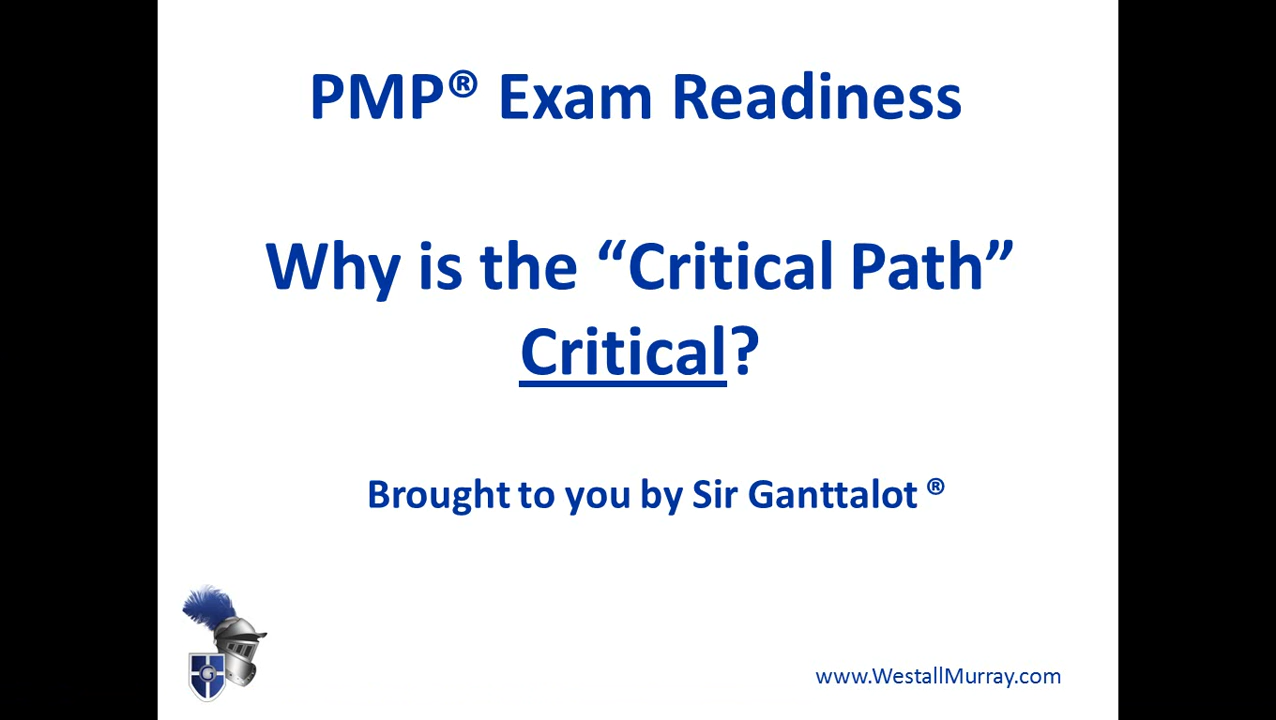 PMP® Exam Readiness
Why is the “Critical Path”
Critical?
Brought to you by Sir Ganttalot ®
G
www.WestallMurray.com